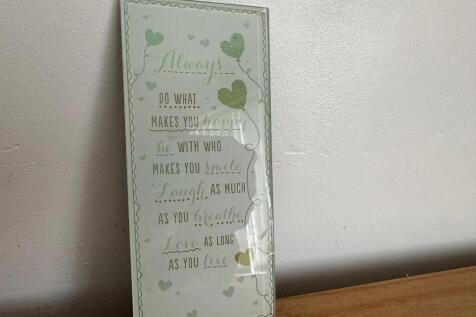 Always
DO WHAT
MAKES YOU happy
be WITH WHO
MAKES YOU smile
Laugh AS MUCH
AS YOU breathe
Love AS LONG
AS YOU live